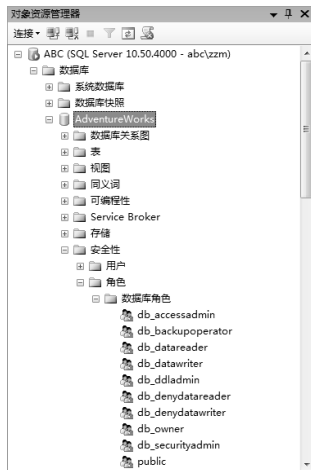 对象资源管理器
连接
ABC (SQL Server 10.50.4000 - abc\zzm)
数据库
系统数据库
数据库快照
AdventureWorks
数据库关系图
表
视图
同义词
可编程性
Service Broker
存储
安全性
用户
角色
数据库角色
db_accessadmin
db_backupoperator
db_datareader
db_datawriter
db_ddladmin
db_denydatareader
db_denydatawriter
db_owner
db_securityadmin
public